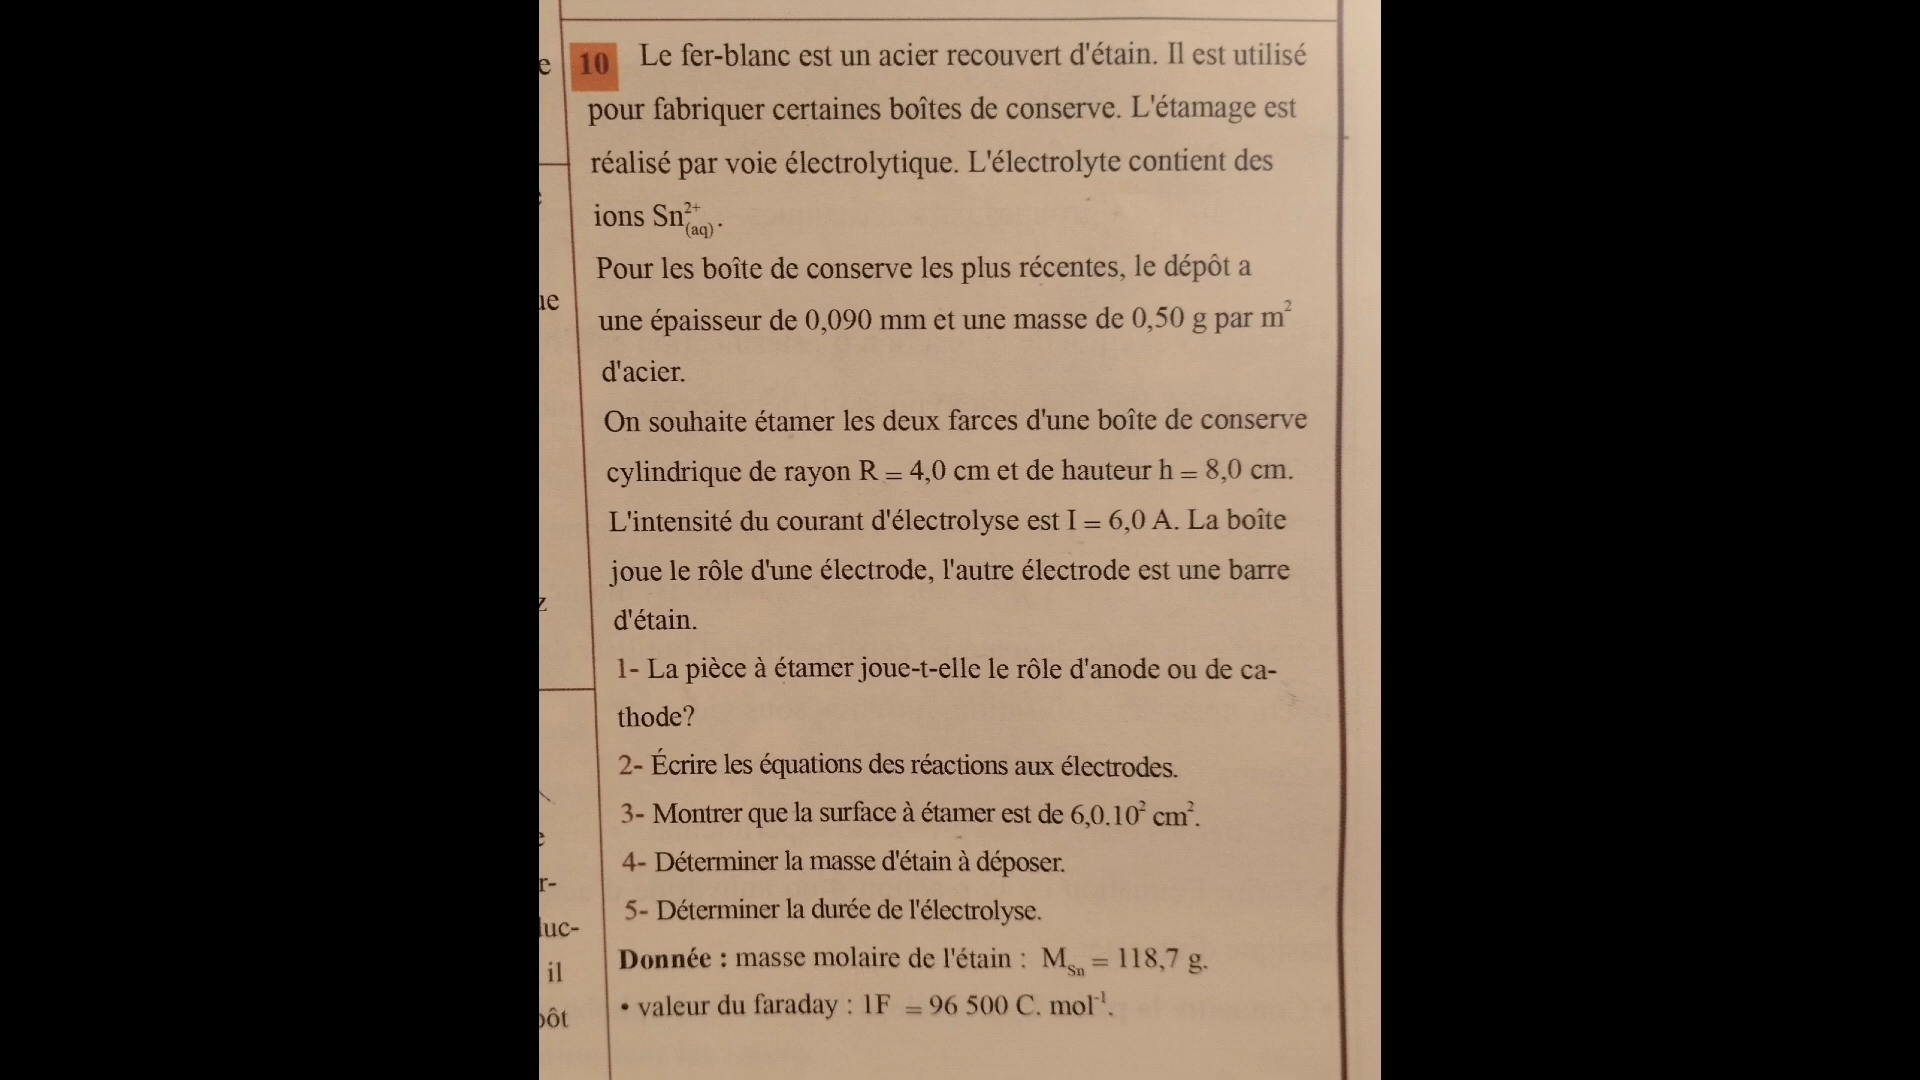 e
10 Le fer-blanc est un acier recouvert d'étain. Il est utilisé
pour fabriquer certaines boîtes de conserve. L'étamage est
réalisé par voie électrolytique. L'électrolyte contient des
ions Sn²⁺(aq).
Pour les boîte de conserve les plus récentes, le dépôt a
ue
une épaisseur de 0,090 mm et une masse de 0,50 g par m²
d'acier.
On souhaite étamer les deux farces d'une boîte de conserve
cylindrique de rayon R = 4,0 cm et de hauteur h = 8,0 cm.
L'intensité du courant d'électrolyse est I = 6,0 A. La boîte
joue le rôle d'une électrode, l'autre électrode est une barre
z
d'étain.
1- La pièce à étamer joue-t-elle le rôle d'anode ou de ca-
thode?
2- Écrire les équations des réactions aux électrodes.
3- Montrer que la surface à étamer est de 6,0.10² cm².
4- Déterminer la masse d'étain à déposer.
r-
5- Déterminer la durée de l'électrolyse.
luc-
Donnée : masse molaire de l'étain : M_Sn = 118,7 g.
il
• valeur du faraday : 1F = 96 500 C. mol⁻¹.
pôt